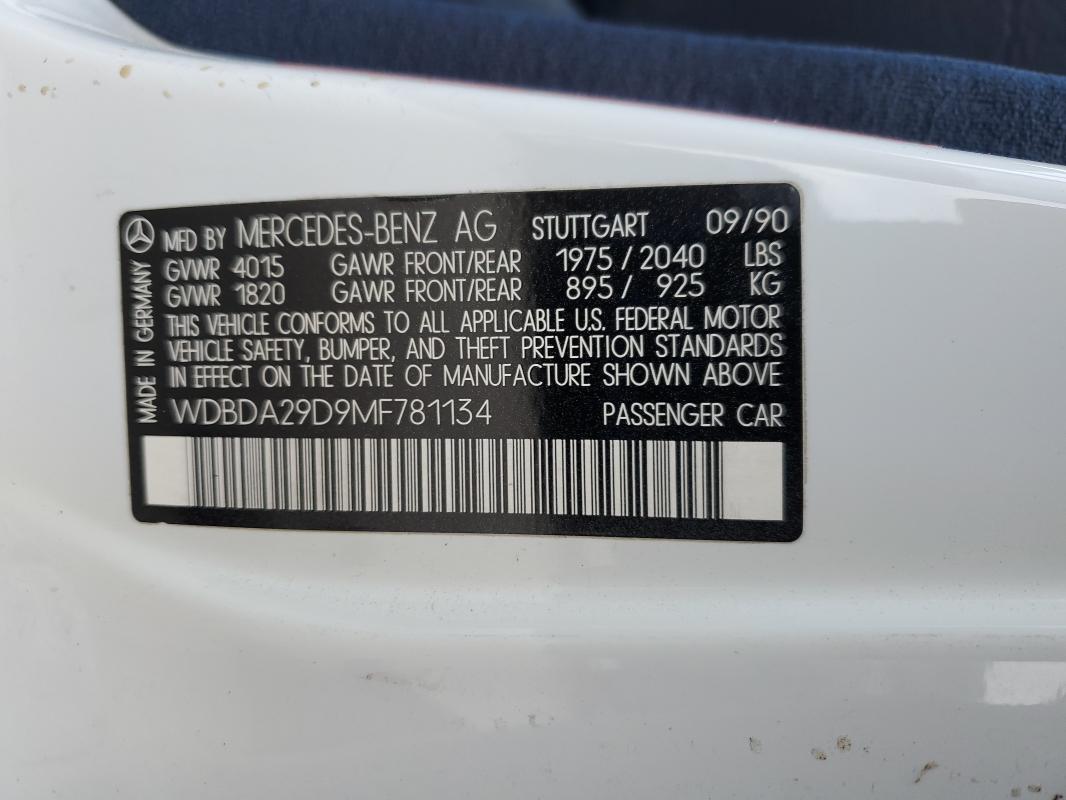 MFD BY MERCEDES-BENZ AG STUTTGART 09/90
GVWR 4015 GAWR FRONT/REAR 1975 / 2040 LBS
GVWR 1820 GAWR FRONT/REAR 895 / 925 KG
THIS VEHICLE CONFORMS TO ALL APPLICABLE U.S. FEDERAL MOTOR
VEHICLE SAFETY, BUMPER, AND THEFT PREVENTION STANDARDS
IN EFFECT ON THE DATE OF MANUFACTURE SHOWN ABOVE
WDBDA29D9MF781134 PASSENGER CAR
MADE IN GERMANY